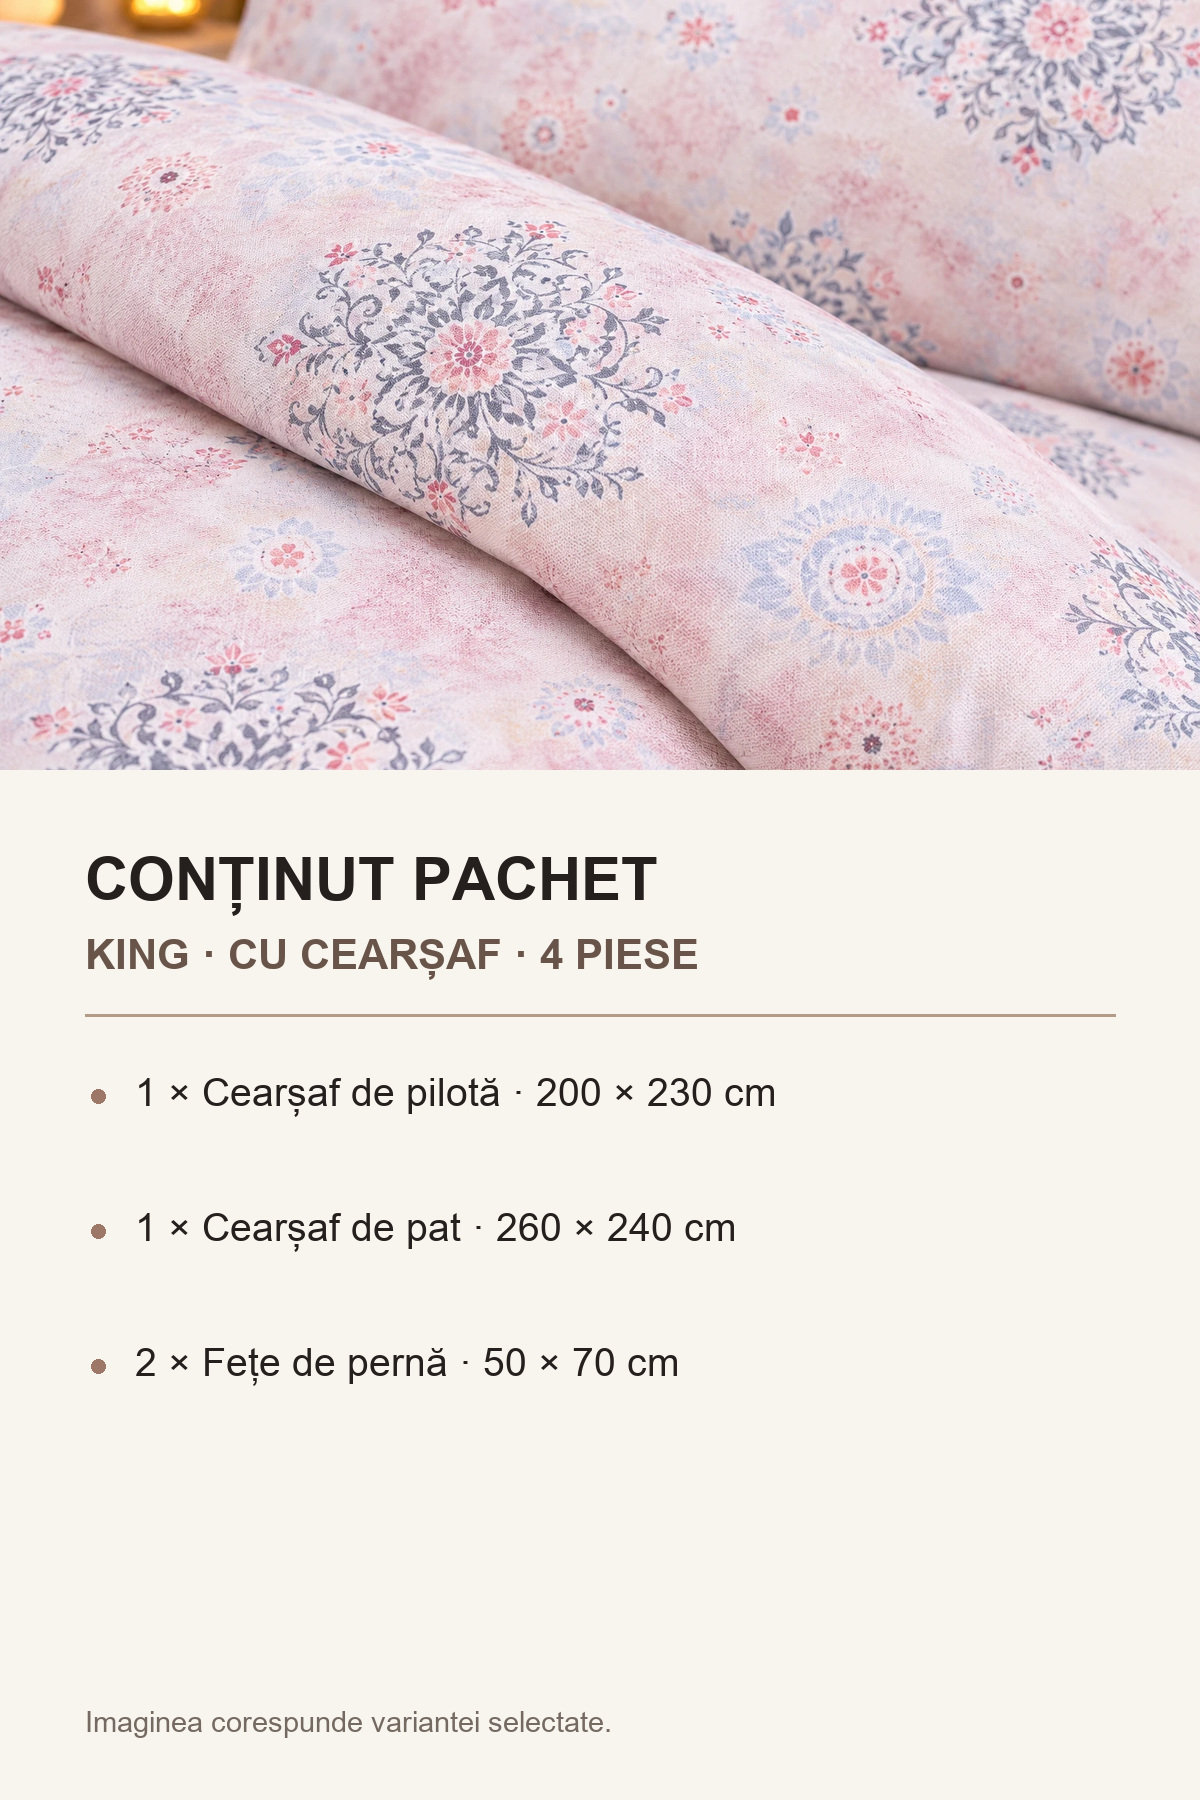 CONȚINUT PACHET
KING · CU CEARȘAF · 4 PIESE
1 × Cearșaf de pilotă · 200 × 230 cm
1 × Cearșaf de pat · 260 × 240 cm
2 × Fețe de pernă · 50 × 70 cm
Imaginea corespunde variantei selectate.